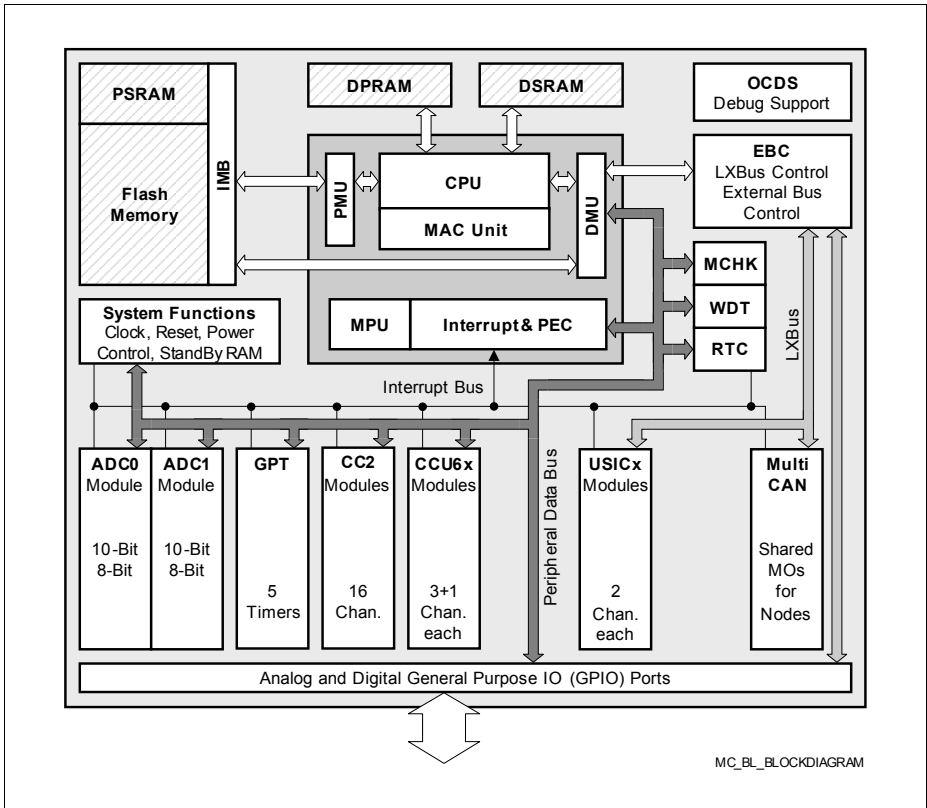 PSRAM
Flash
Memory
IMB
DPRAM
DSRAM
OCDS
Debug Support
PMU
CPU
MAC Unit
DMU
EBC
LXBus Control
External Bus
Control
MCHK
WDT
RTC
LXBus
System Functions
Clock, Reset, Power
Control, StandBy RAM
MPU
Interrupt & PEC
Interrupt Bus
ADC0
Module
10-Bit
8-Bit
ADC1
Module
10-Bit
8-Bit
GPT
5
Timers
CC2
Modules
16
Chan.
CCU6x
Modules
3+1
Chan.
each
Peripheral Data Bus
USICx
Modules
2
Chan.
each
Multi
CAN
Shared
MOs
for
Nodes
Analog and Digital General Purpose IO (GPIO) Ports
MC_BL_BLOCKDIAGRAM